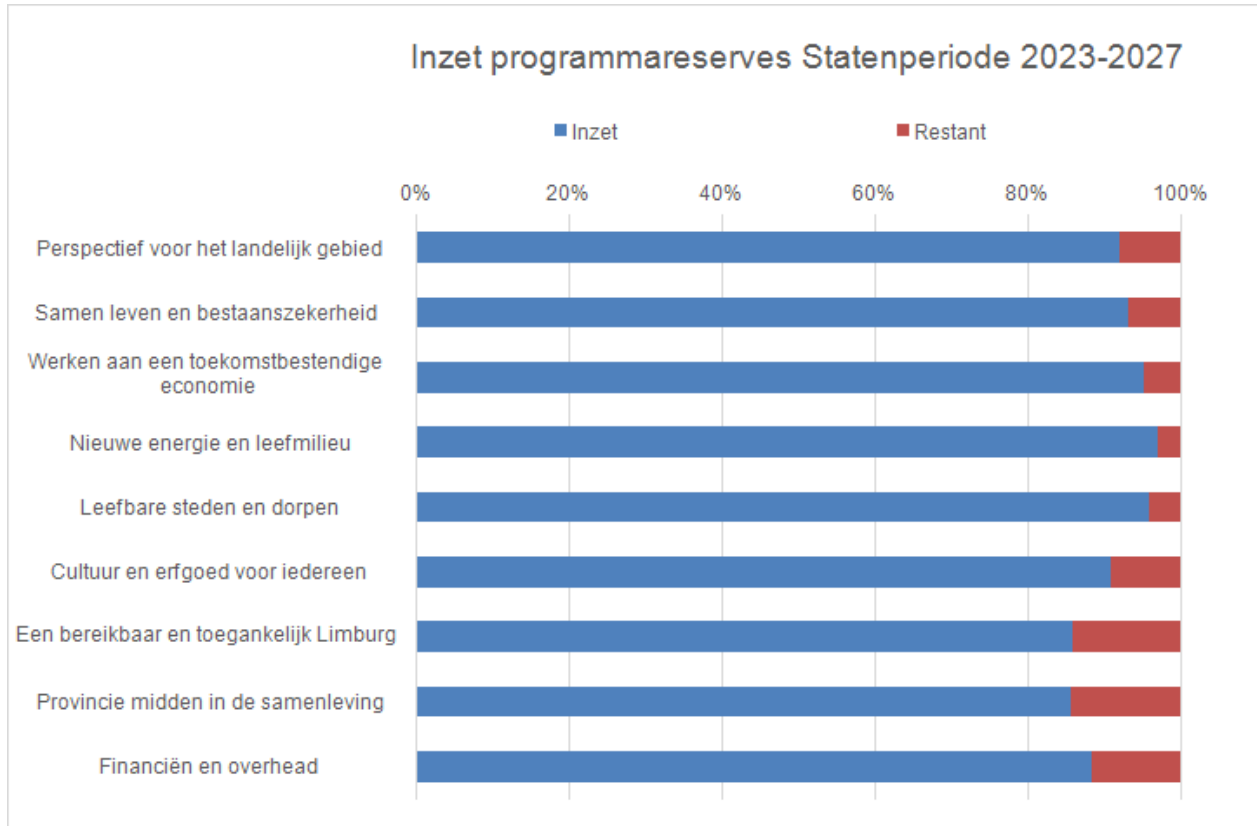 Inzet programmareserves Statenperiode 2023-2027
Inzet Restant
0% 20% 40% 60% 80% 100%
Perspectief voor het landelijk gebied
Samen leven en bestaanszekerheid
Werken aan een toekomstbestendige
economie
Nieuwe energie en leefmilieu
Leefbare steden en dorpen
Cultuur en erfgoed voor iedereen
Een bereikbaar en toegankelijk Limburg
Provincie midden in de samenleving
Financiën en overhead